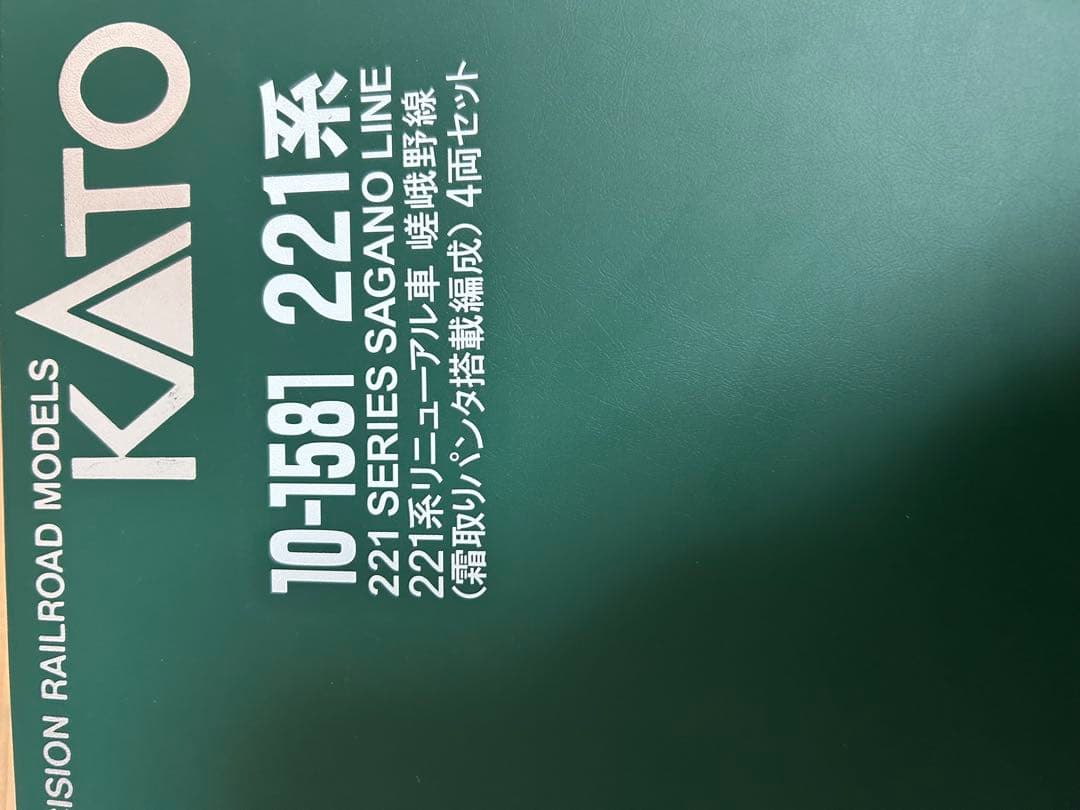 RAILROAD MODELS
KATO
10-1581 221系
221 SERIES SAGANO LINE
221系リニューアル車 嵯峨野線
(霜取りパンタ搭載編成) 4両セット